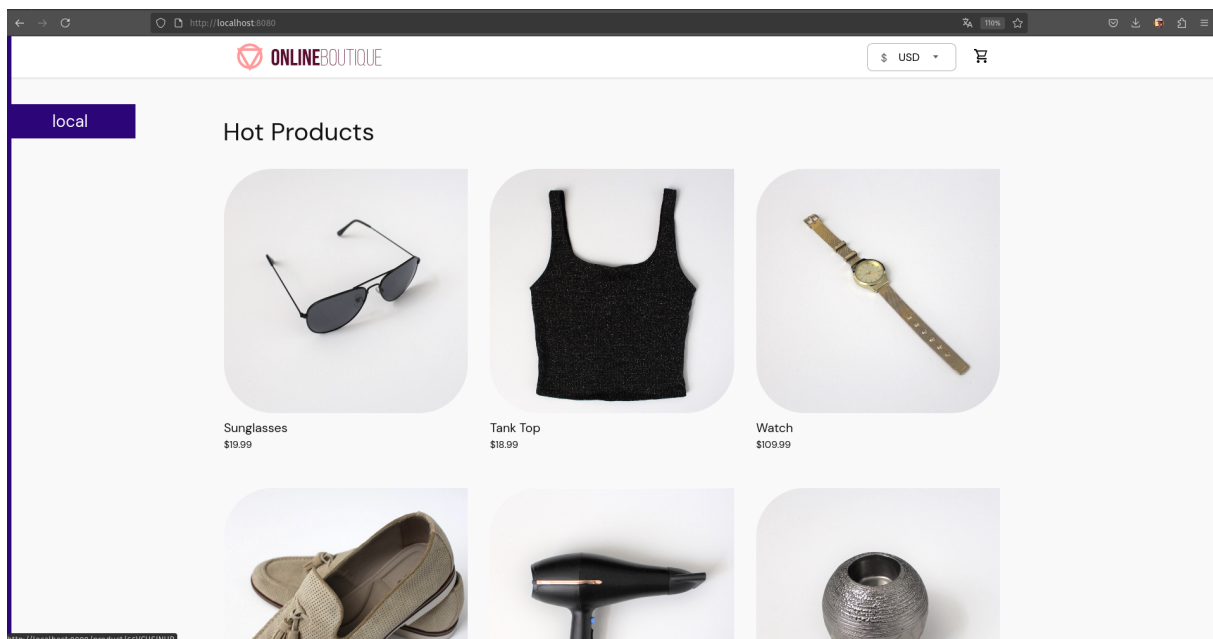 http://localhost:8080
110%
ONLINEBOUTIQUE
$ USD
local
Hot Products
Sunglasses
$19.99
Tank Top
$18.99
Watch
$109.99